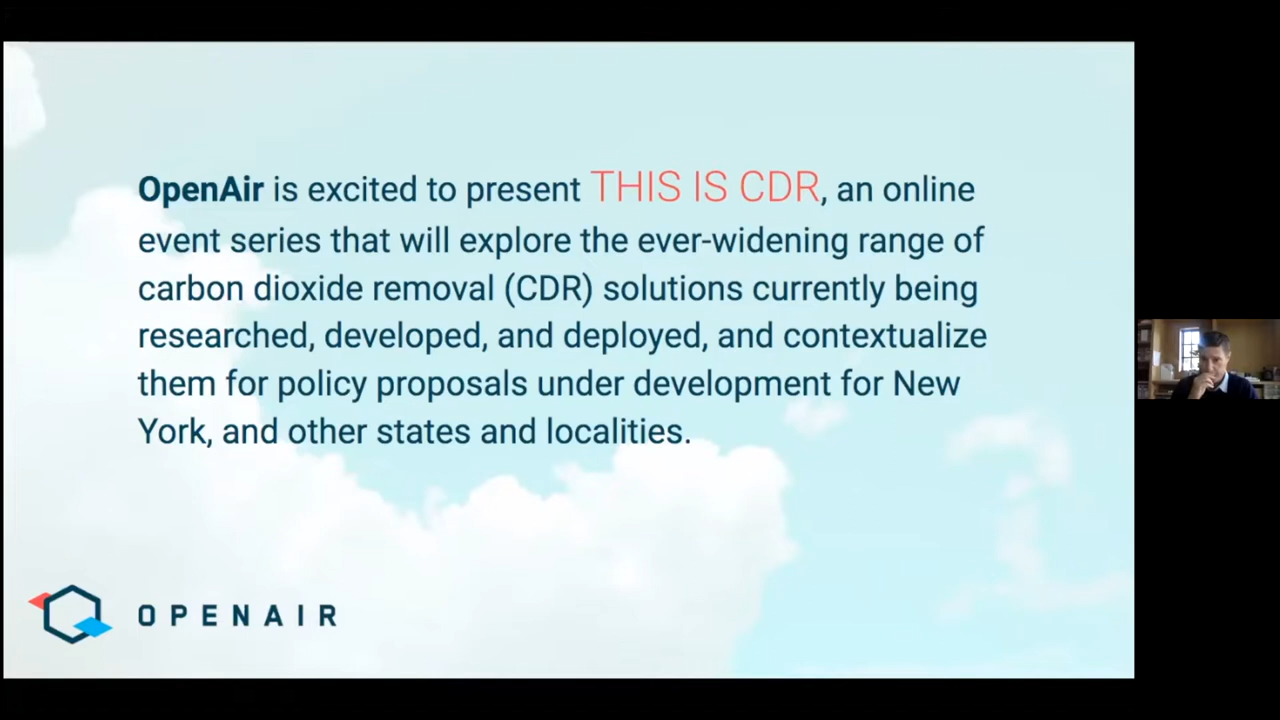 OpenAir is excited to present THIS IS CDR, an online
event series that will explore the ever-widening range of
carbon dioxide removal (CDR) solutions currently being
researched, developed, and deployed, and contextualize
them for policy proposals under development for New
York, and other states and localities.
OPENAIR